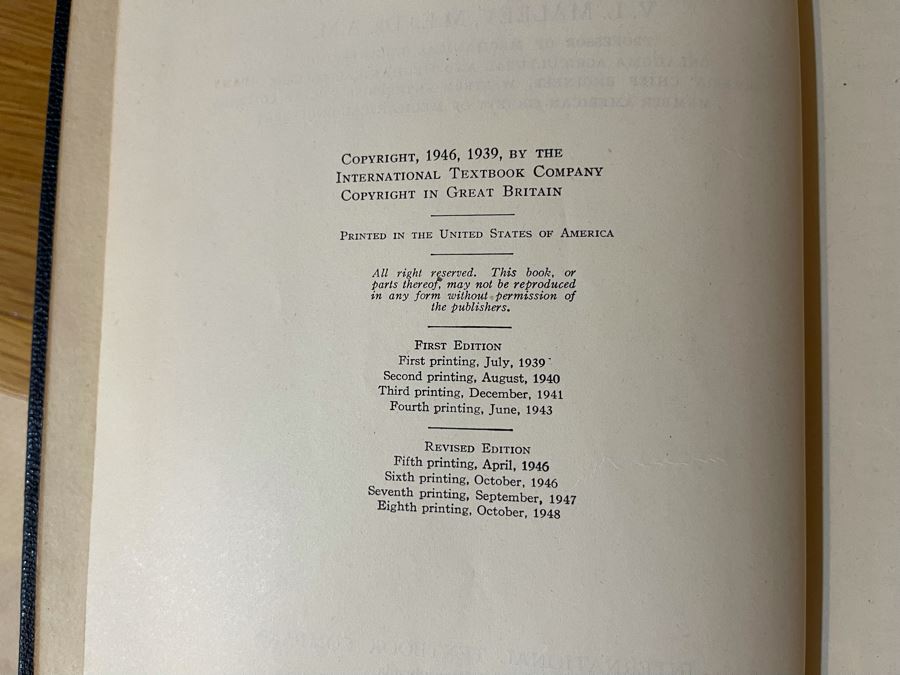 Copyright, 1946, 1939, by the
International Textbook Company
Copyright in Great Britain
Printed in the United States of America
All right reserved. This book, or
parts thereof, may not be reproduced
in any form without permission of
the publishers.
First Edition
First printing, July, 1939
Second printing, August, 1940
Third printing, December, 1941
Fourth printing, June, 1943
Revised Edition
Fifth printing, April, 1946
Sixth printing, October, 1946
Seventh printing, September, 1947
Eighth printing, October, 1948